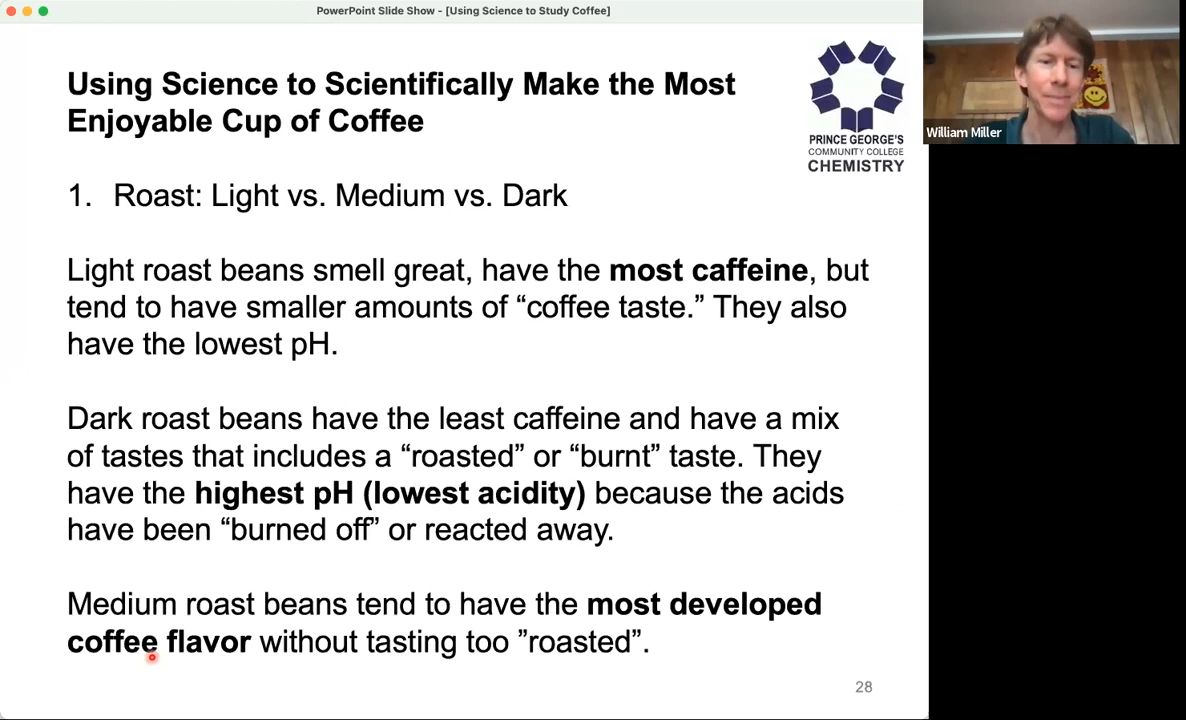 PowerPoint Slide Show - [Using Science to Study Coffee]
Using Science to Scientifically Make the Most
Enjoyable Cup of Coffee
PRINCE GEORGE'S
COMMUNITY COLLEGE
CHEMISTRY
William Miller
1. Roast: Light vs. Medium vs. Dark
Light roast beans smell great, have the most caffeine, but
tend to have smaller amounts of “coffee taste.” They also
have the lowest pH.
Dark roast beans have the least caffeine and have a mix
of tastes that includes a “roasted” or “burnt” taste. They
have the highest pH (lowest acidity) because the acids
have been “burned off” or reacted away.
Medium roast beans tend to have the most developed
coffee flavor without tasting too ”roasted”.
28